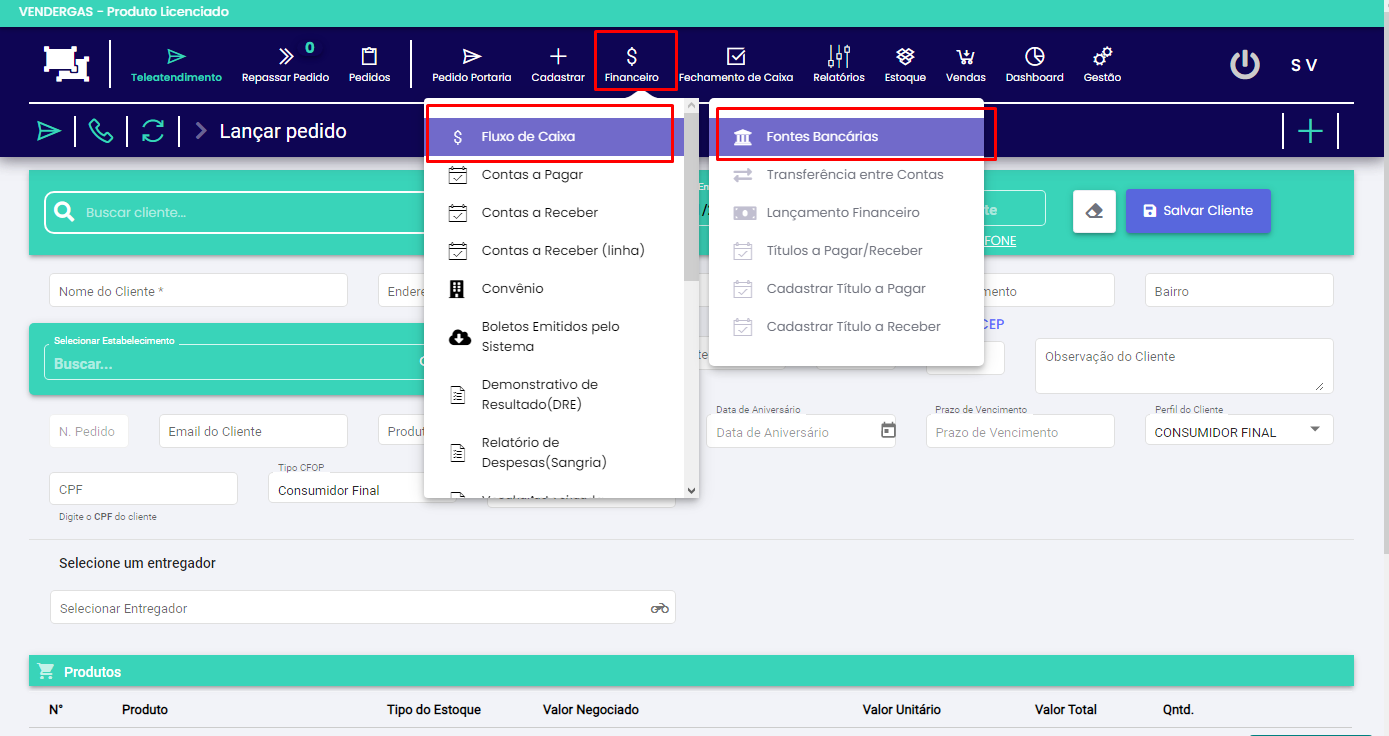 VENDERGAS - Produto Licenciado
Teleatendimento
Repassar Pedido
0
Pedidos
Pedido Portaria
Cadastrar
Financeiro
Fechamento de Caixa
Relatórios
Estoque
Vendas
Dashboard
Gestão
S V
Lançar pedido
Fluxo de Caixa
Contas a Pagar
Contas a Receber
Contas a Receber (linha)
Convênio
Boletos Emitidos pelo
Sistema
Demonstrativo de
Resultado(DRE)
Relatório de
Despesas(Sangria)
Fontes Bancárias
Transferência entre Contas
Lançamento Financeiro
Títulos a Pagar/Receber
Cadastrar Título a Pagar
Cadastrar Título a Receber
Buscar cliente...
FONE
Salvar Cliente
Nome do Cliente *
Endere
mento
Bairro
CEP
Selecionar Estabelecimento
Buscar...
Observação do Cliente
N. Pedido
Email do Cliente
Produt
Data de Aniversário
Data de Aniversário
Prazo de Vencimento
Prazo de Vencimento
Perfil do Cliente
CONSUMIDOR FINAL
CPF
Digite o CPF do cliente
Tipo CFOP
Consumidor Final
Selecione um entregador
Selecionar Entregador
Produtos
N° Produto Tipo do Estoque Valor Negociado Valor Unitário Valor Total Qntd.